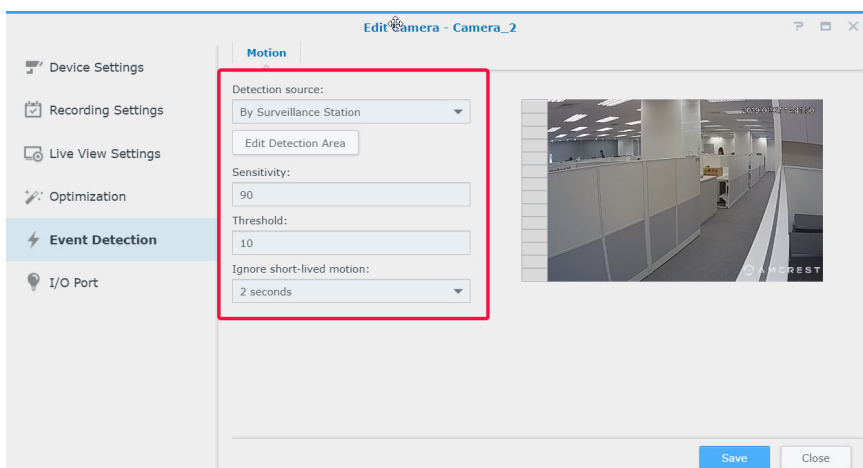 Edit Camera - Camera_2
Device Settings
Recording Settings
Live View Settings
Optimization
Event Detection
I/O Port
Motion
Detection source:
By Surveillance Station
Edit Detection Area
Sensitivity:
90
Threshold:
10
Ignore short-lived motion:
2 seconds
AMCREST
Save
Close